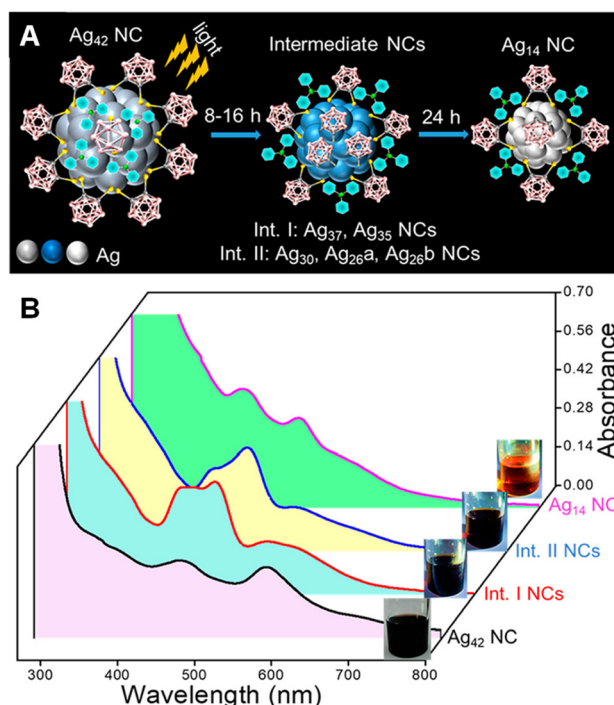 A
Ag₄₂ NC
light
Intermediate NCs
Ag₁₄ NC
8-16 h
24 h
Int. I: Ag₃₇, Ag₃₅ NCs
Int. II: Ag₃₀, Ag₂₆a, Ag₂₆b NCs
Ag
B
0.70
0.56
0.42
0.28
0.14
0.00
Absorbance
Ag₁₄ NC
Int. II NCs
Int. I NCs
Ag₄₂ NC
300 400 500 600 700 800
Wavelength (nm)